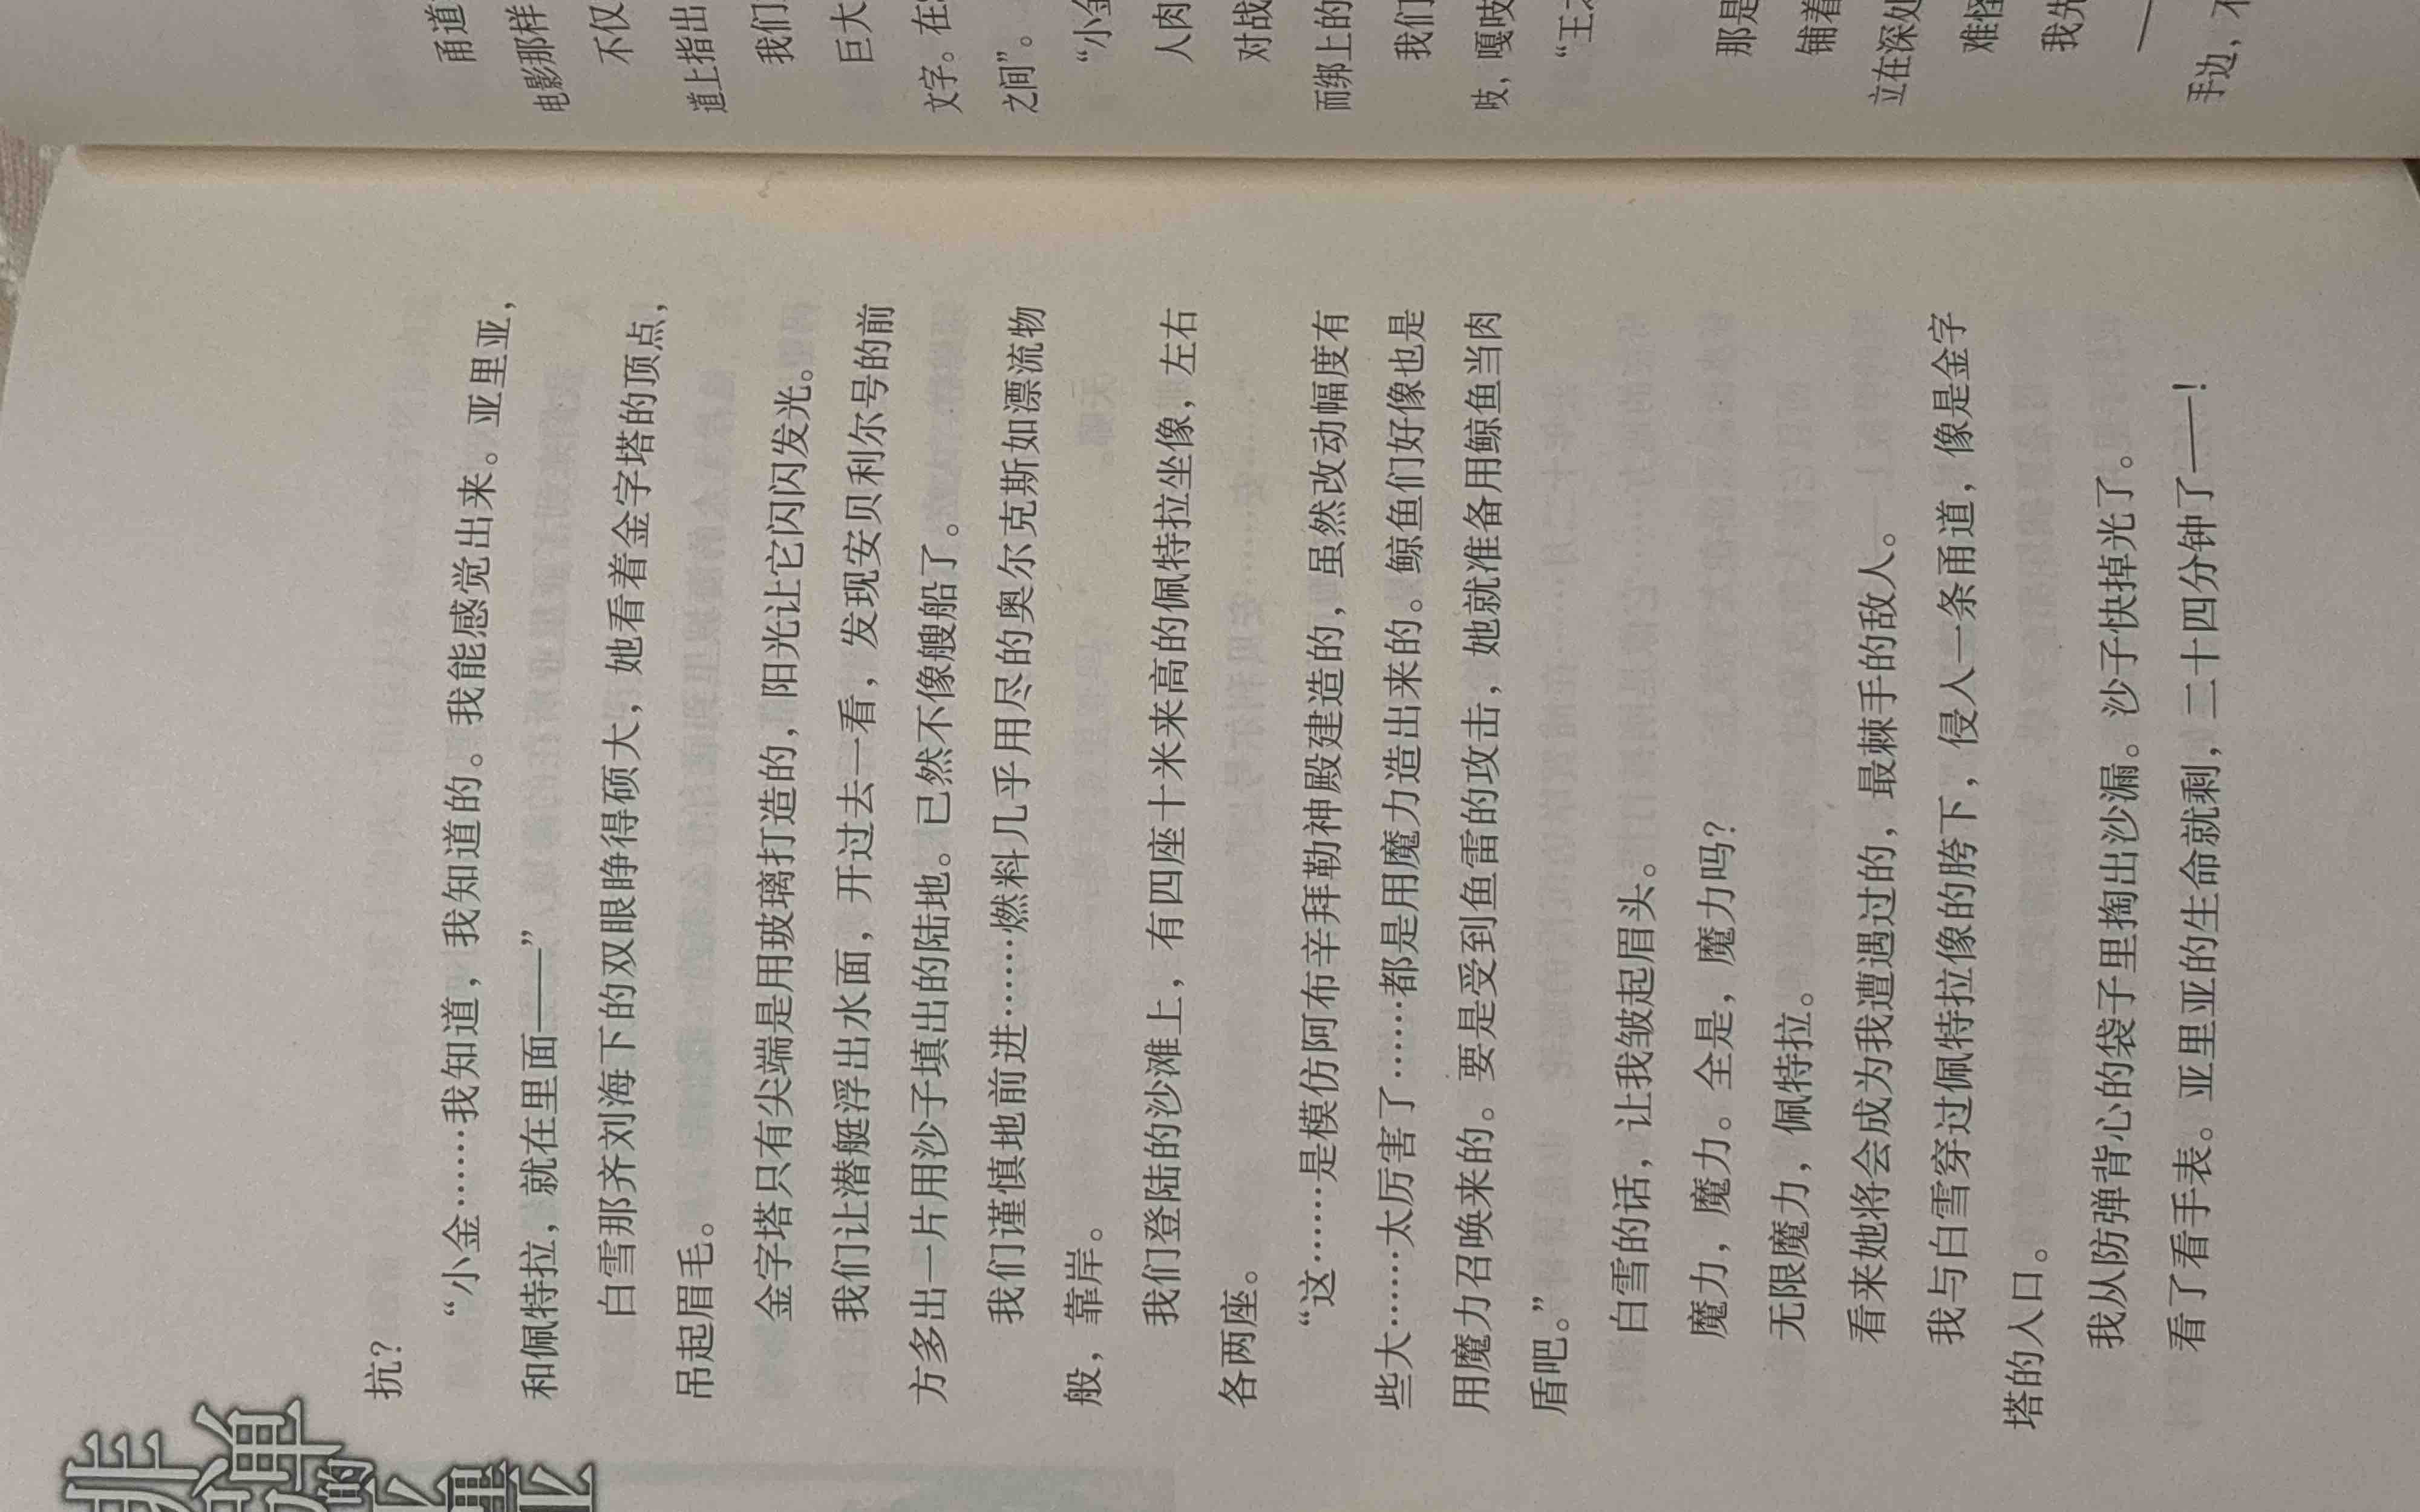 抗？
“小金……我知道，我知道的。我能感觉出来。亚里亚，
和佩特拉，就在里面——”
白雪那齐刘海下的双眼睁得硕大，她看着金字塔的顶点，
吊起眉毛。
金字塔只有尖端是用玻璃打造的，阳光让它闪闪发光。
我们让潜艇浮出水面，开过去一看，发现安贝利尔号的前
方多出一片用沙子填出的陆地。已然不像艘船了。
我们谨慎地前进……燃料几乎用尽的奥尔克斯如漂流物
般，靠岸。
我们登陆的沙滩上，有四座十米来高的佩特拉坐像，左右
各两座。
“这……是模仿阿布辛拜勒神殿建造的，虽然改动幅度有
些大……太厉害了……都是用魔力造出来的。鲸鱼们好像也是
用魔力召唤来的。要是受到鱼雷的攻击，她就准备用鲸鱼当肉
盾吧。”
白雪的话，让我皱起眉头。
魔力，魔力。全是，魔力吗？
无限魔力，佩特拉。
看来她将会成为我遭遇过的，最棘手的敌人。
我与白雪穿过佩特拉像的胯下，侵入一条甬道，像是金字
塔的入口。
我从防弹背心的袋子里掏出沙漏。沙子快掉光了。
看了看手表。亚里亚的生命就剩，二十四分钟了——！
甬道
电影那样
不仅
道上指出
我们
巨大
文字。在
之间”。
“小金
人肉
对战
而绑上的
我们
吱，嘎吱
“王之
那是
铺着
立在深处
难怪
我先
—
手边，不